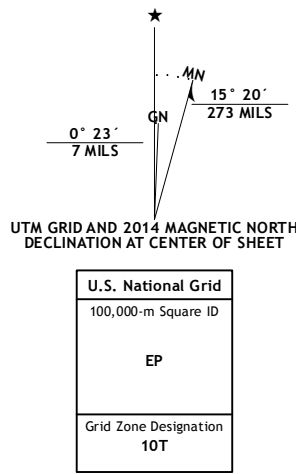 MN
15° 20´
273 MILS
GN
0° 23´
7 MILS
UTM GRID AND 2014 MAGNETIC NORTH
DECLINATION AT CENTER OF SHEET
U.S. National Grid
100,000-m Square ID
EP
Grid Zone Designation
10T